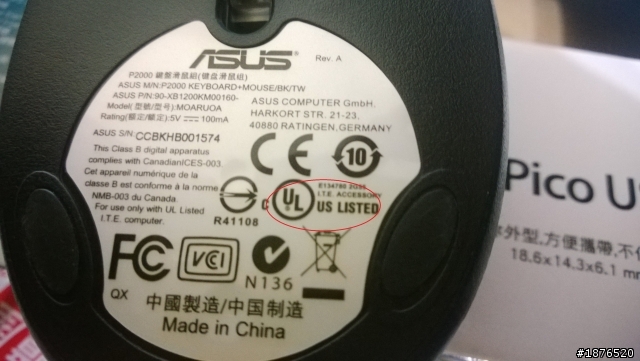 ASUS Rev. A
P2000 鍵盤滑鼠組(键盘滑鼠組)
ASUS M/N:P2000 KEYBOARD+MOUSE/BK/TW
ASUS P/N:90-XB1200KM00160-
Model(型號/型号):MOARUOA
Rating(額定/额定):5V⎓100mA
ASUS S/N:CCBKHB001574
ASUS COMPUTER GmbH.
HARKORT STR. 21-23,
40880 RATINGEN,GERMANY
This Class B digital apparatus
complies with CanadianICES-003.
Cet appareil numérique de la
classe B est conforme à la norme
NMB-003 du Canada.
For use only with UL Listed
I.T.E. computer.
CE 10
R41108
c UL US LISTED
I.T.E. ACCESSORY
FC VCI N136
QX
中國製造/中国制造
Made in China
Pico U
外型,方便攜帶,不
18.6x14.3x6.1 mm
#1876520